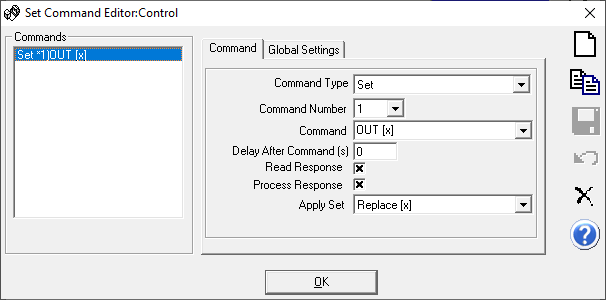 Set Command Editor:Control
Commands
Set *1)OUT [x]
Command
Global Settings
Command Type Set
Command Number 1
Command OUT [x]
Delay After Command (s) 0
Read Response
Process Response
Apply Set Replace [x]
OK